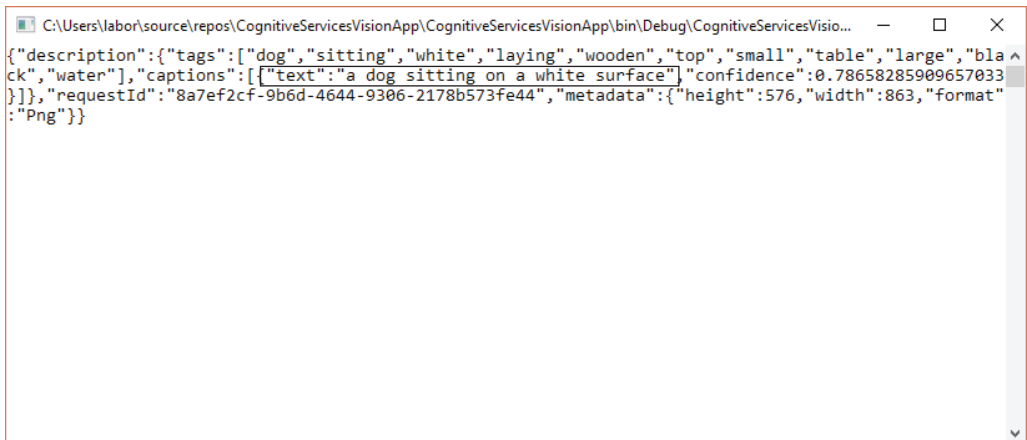 C:\Users\labor\source\repos\CognitiveServicesVisionApp\CognitiveServicesVisionApp\bin\Debug\CognitiveServicesVisio...
{"description":{"tags":["dog","sitting","white","laying","wooden","top","small","table","large","bla
ck","water"],"captions":[{"text":"a dog sitting on a white surface","confidence":0.78658285909657033
}]},"requestId":"8a7ef2cf-9b6d-4644-9306-2178b573fe44","metadata":{"height":576,"width":863,"format"
:"Png"}}